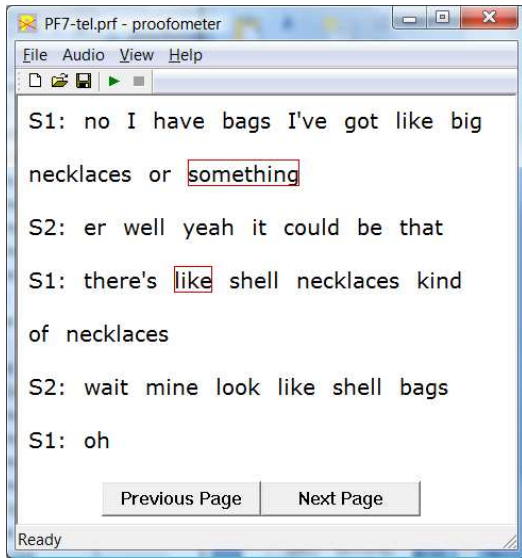 PF7-tel.prf - proofometer
File Audio View Help
S1: no I have bags I've got like big
necklaces or something
S2: er well yeah it could be that
S1: there's like shell necklaces kind
of necklaces
S2: wait mine look like shell bags
S1: oh
Previous Page Next Page
Ready